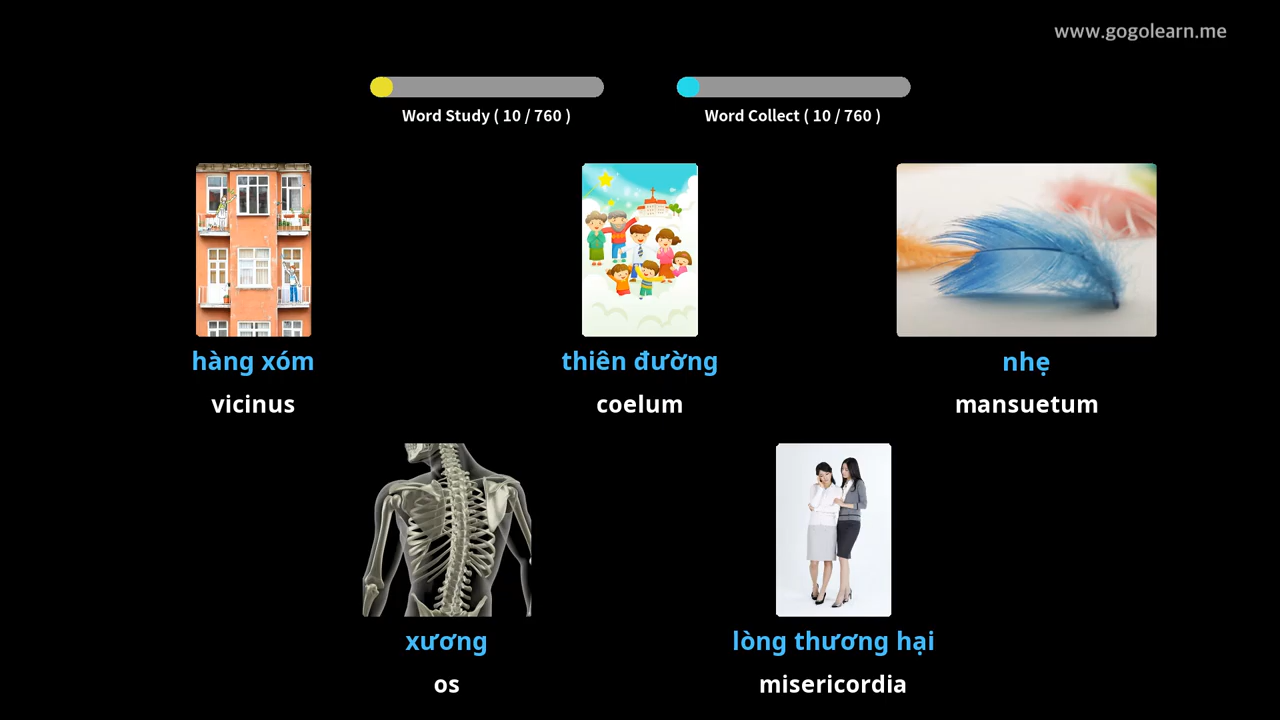 www.gogolearn.me
Word Study ( 10 / 760 )
Word Collect ( 10 / 760 )
hàng xóm
vicinus
thiên đường
coelum
nhẹ
mansuetum
xương
os
lòng thương hại
misericordia